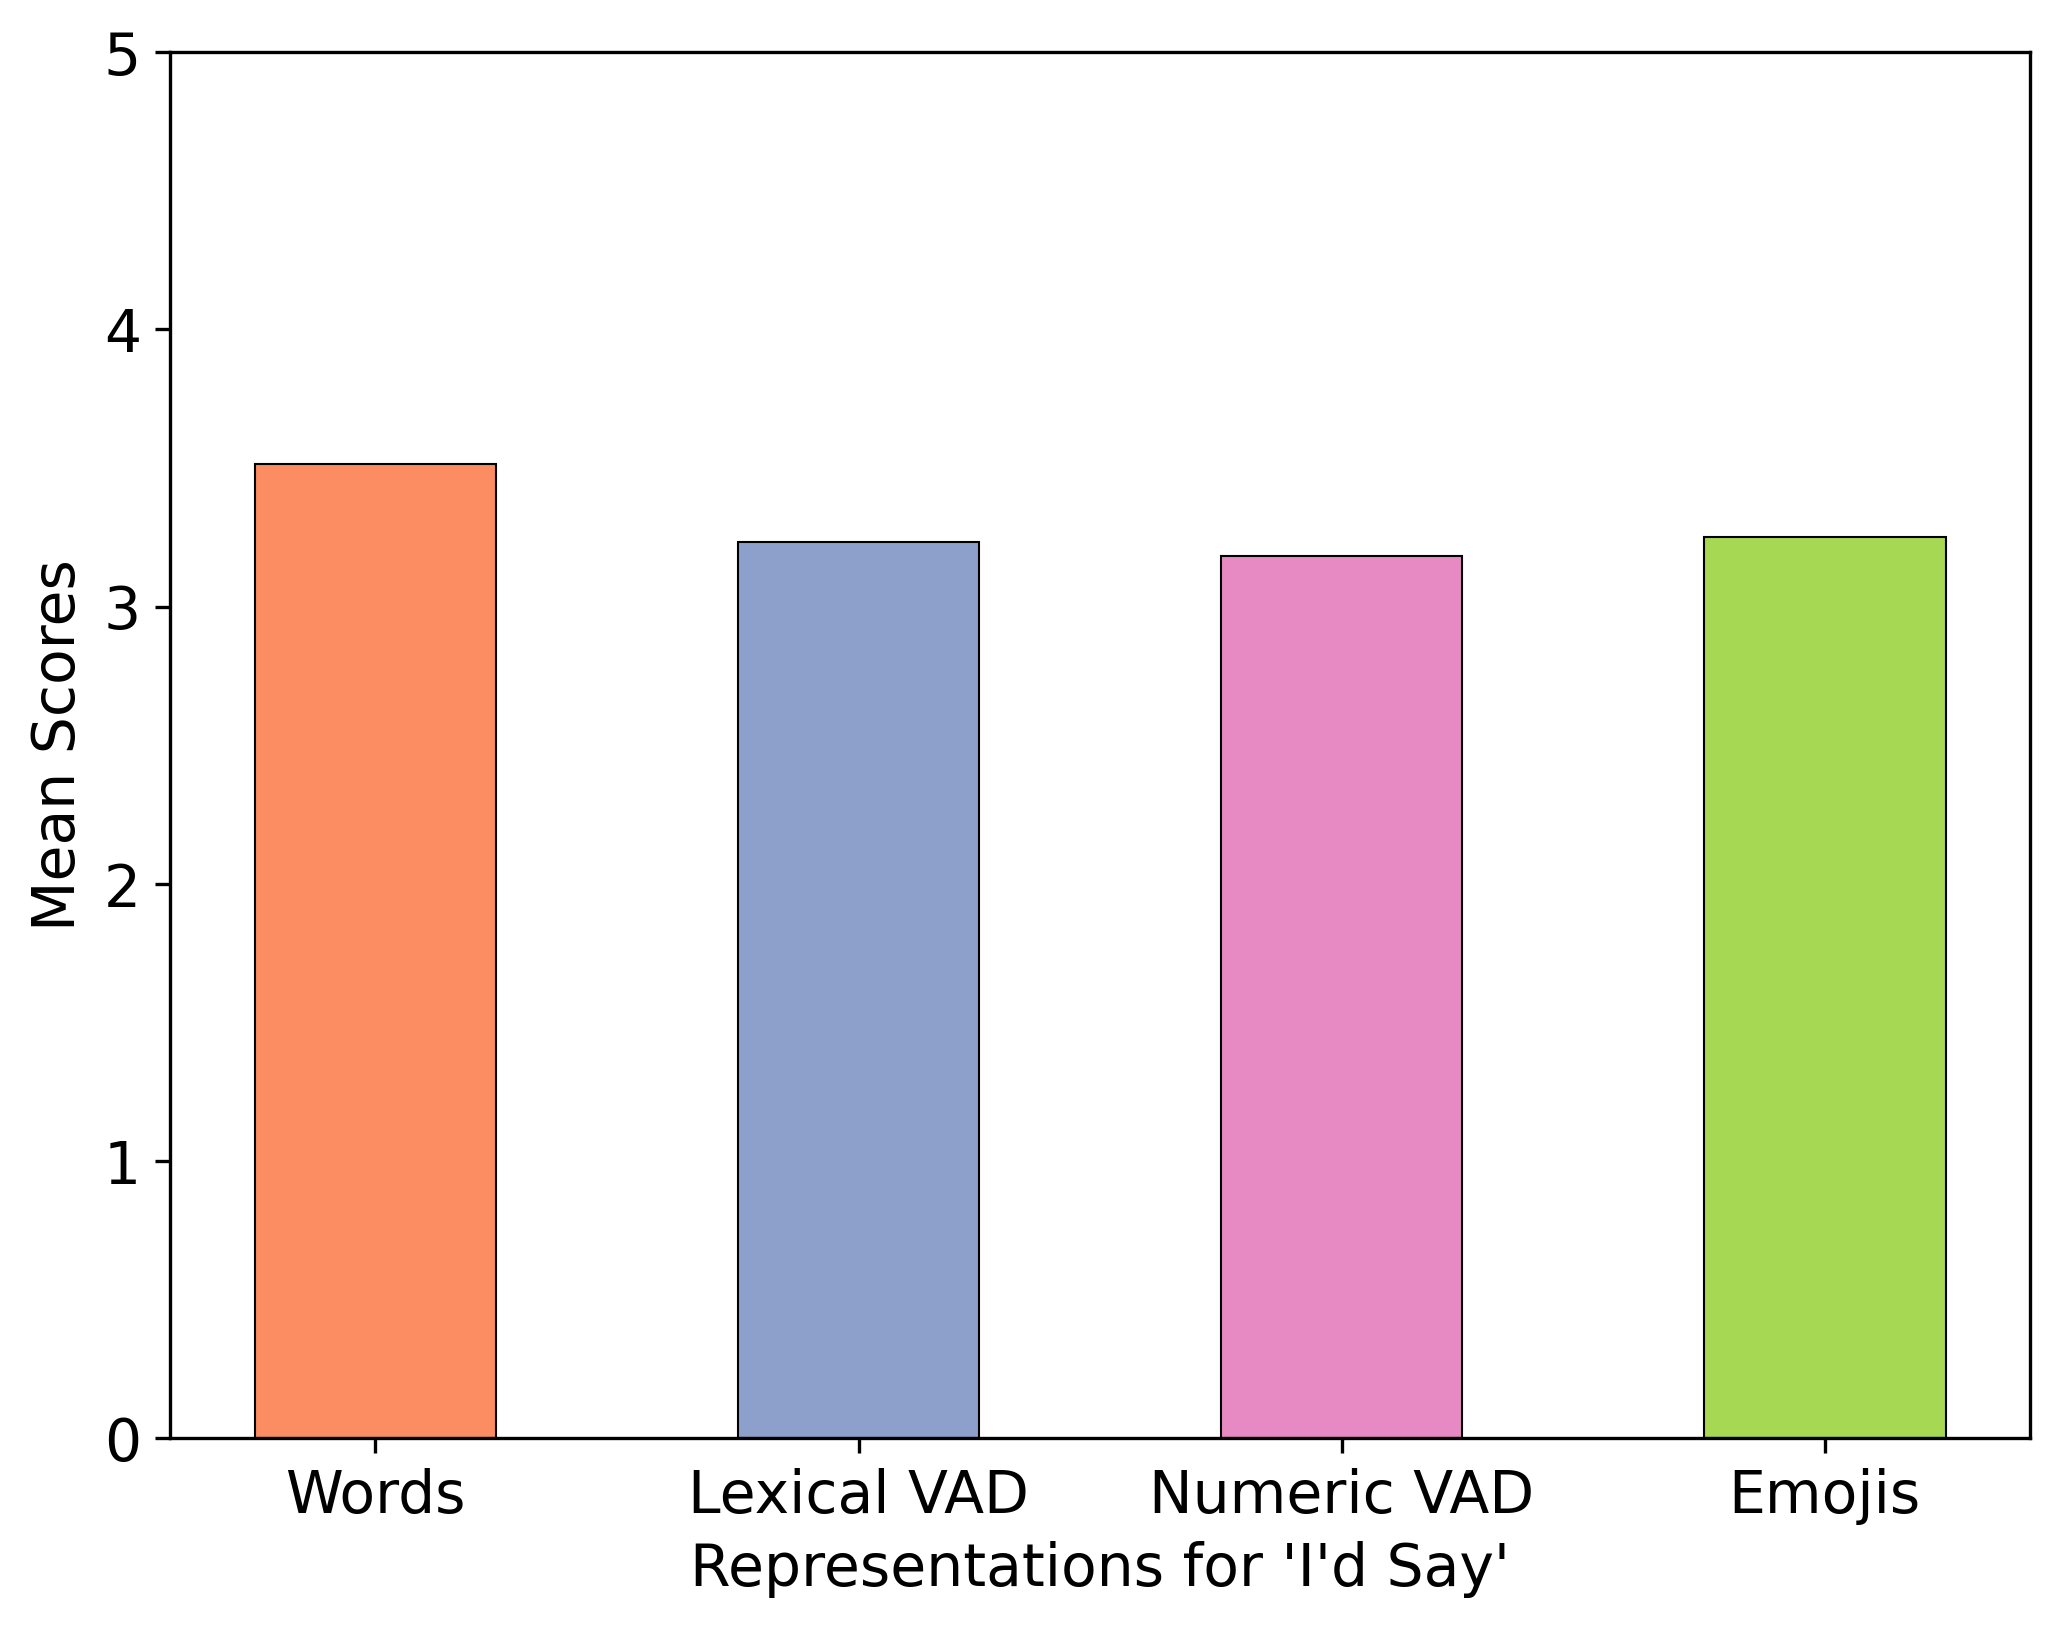 5
4
3
2
1
0
Mean Scores
Words
Lexical VAD
Numeric VAD
Emojis
Representations for 'I'd Say'